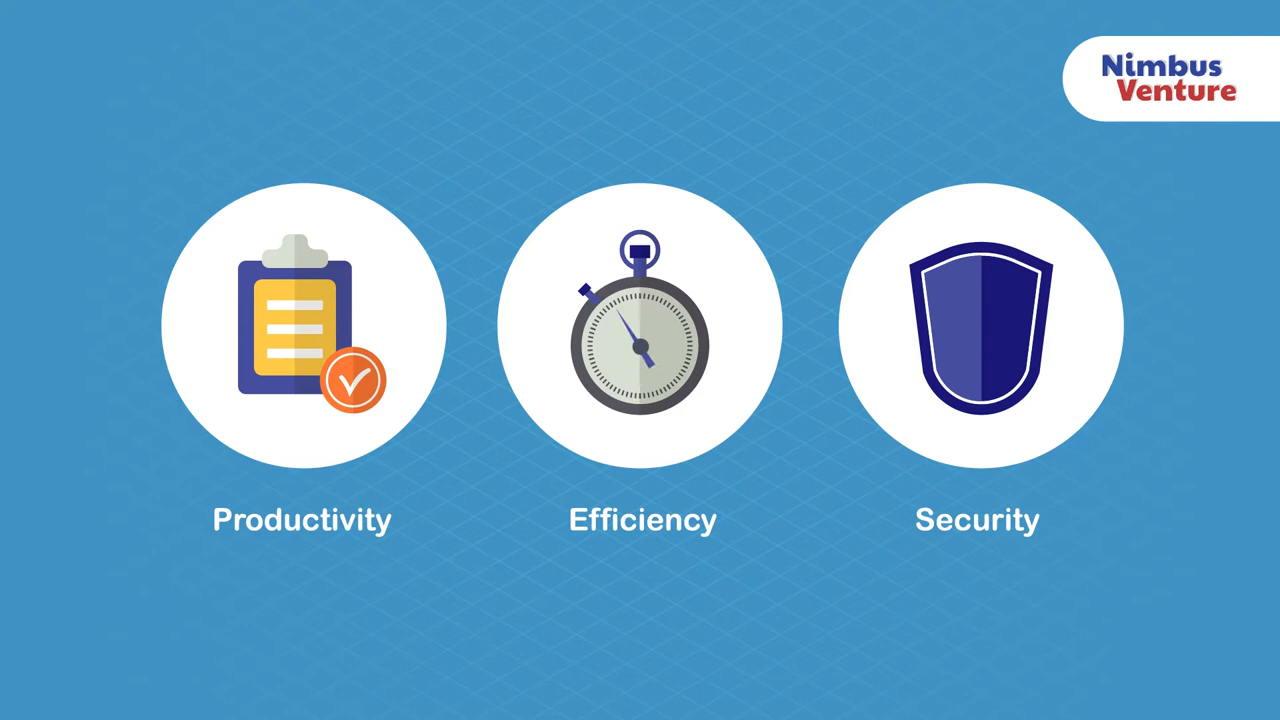 Nimbus
Venture
Productivity
Efficiency
Security